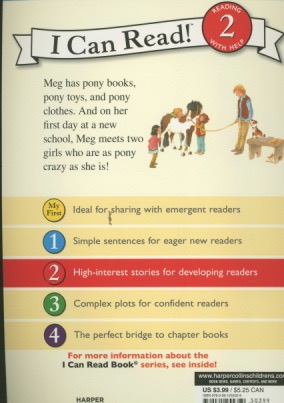 I Can Read!
READING
2
WITH HELP
Meg has pony books,
pony toys, and pony
clothes. And on her
first day at a new
school, Meg meets two
girls who are as pony
crazy as she is!
My First
Ideal for sharing with emergent readers
1
Simple sentences for eager new readers
2
High-interest stories for developing readers
3
Complex plots for confident readers
4
The perfect bridge to chapter books
For more information about the
I Can Read Book® series, see inside!
www.harpercollinschildrens.com
US $3.99 / $5.25 CAN
50399
HARPER